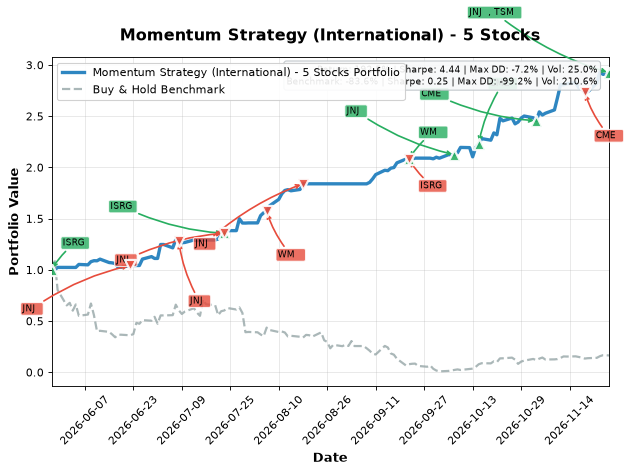 JNJ , TSM
Momentum Strategy (International) - 5 Stocks
Momentum Strategy (International) - 5 Stocks Portfolio
Buy & Hold Benchmark
Sharpe: 4.44 | Max DD: -7.2% | Vol: 25.0%
Sharpe: 0.25 | Max DD: -99.2% | Vol: 210.6%
CME
JNJ
WM
CME
ISRG
ISRG
ISRG
JNJ
JNJ
WM
JNJ
JNJ
Portfolio Value
3.0
2.5
2.0
1.5
1.0
0.5
0.0
2026-06-07
2026-06-23
2026-07-09
2026-07-25
2026-08-10
2026-08-26
2026-09-11
2026-09-27
2026-10-13
2026-10-29
2026-11-14
Date